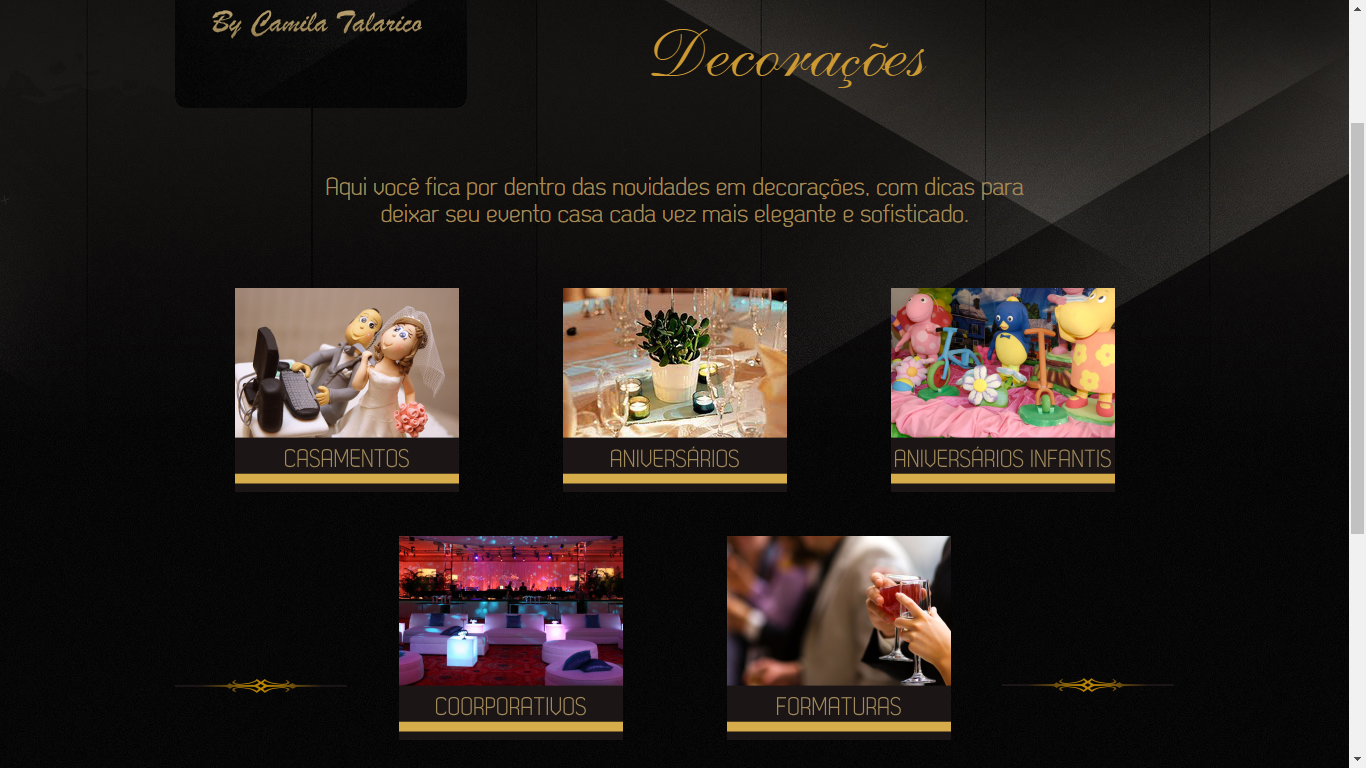 By Camila Talarico
Decorações
Aqui você fica por dentro das novidades em decorações, com dicas para
deixar seu evento casa cada vez mais elegante e sofisticado.
CASAMENTOS
ANIVERSÁRIOS
ANIVERSÁRIOS INFANTIS
COORPORATIVOS
FORMATURAS